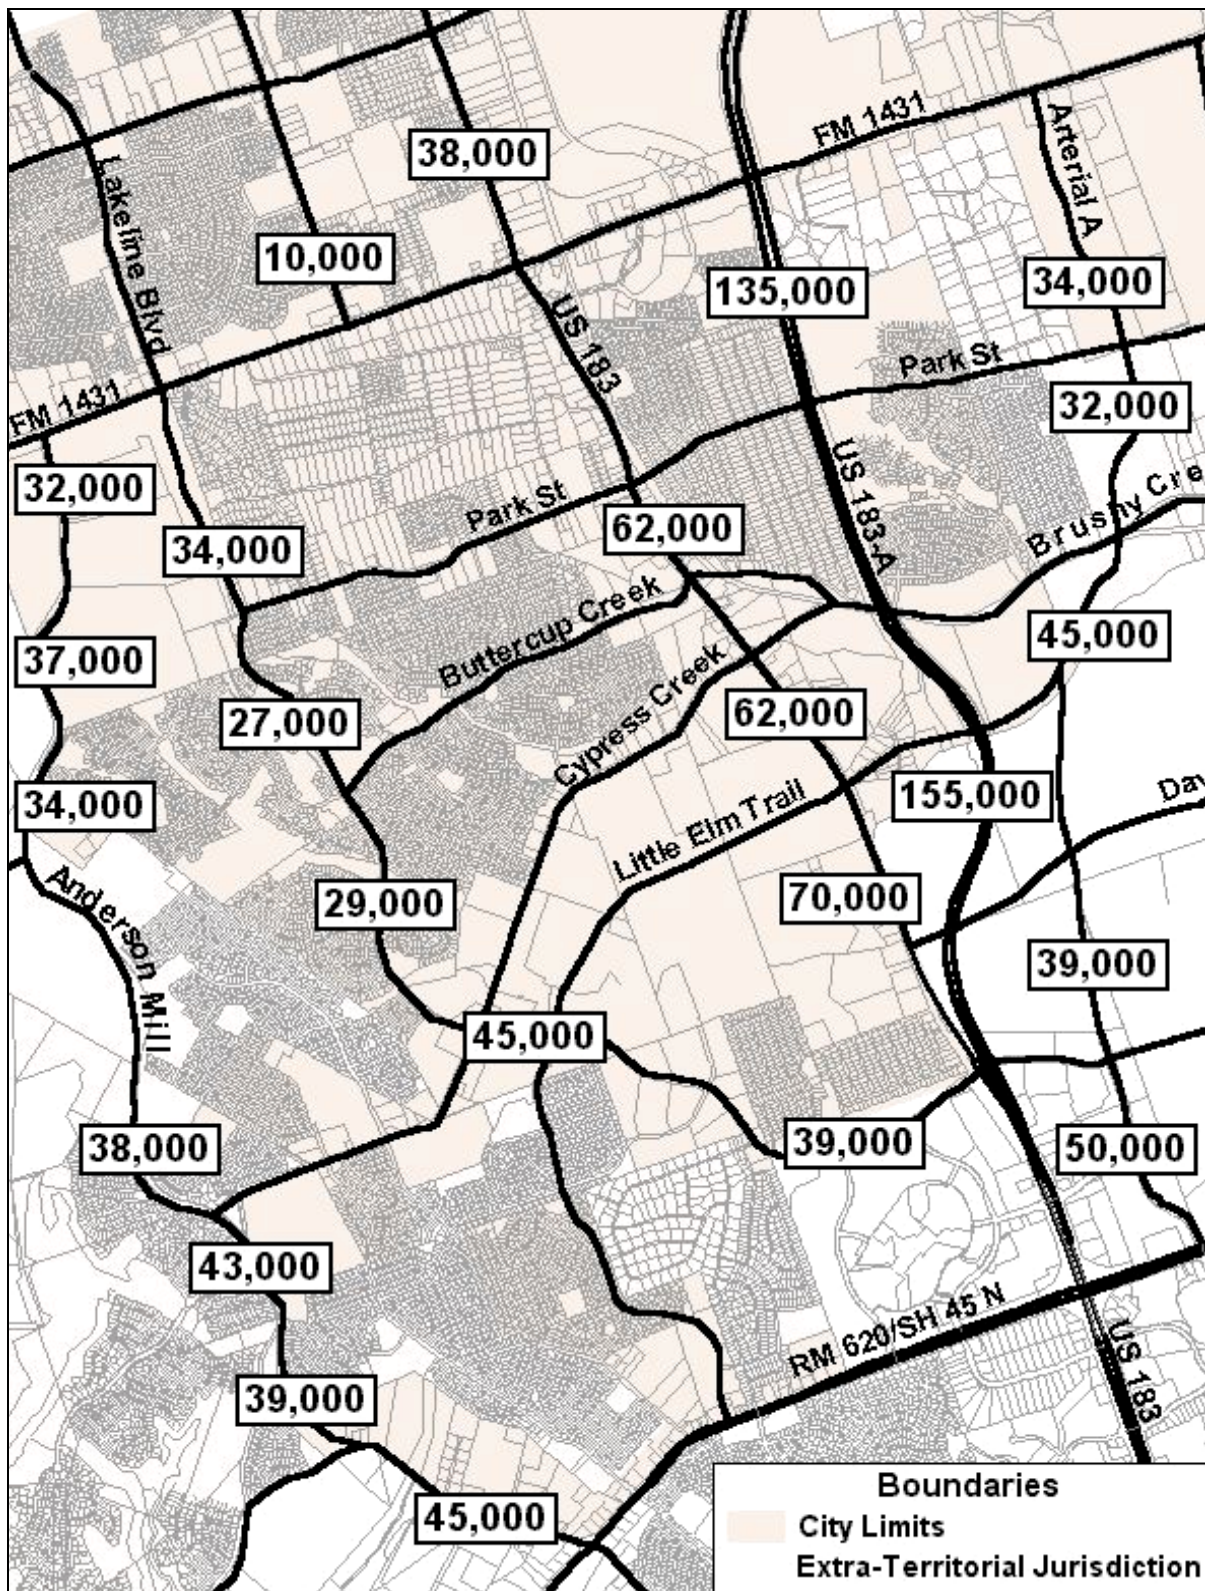 38,000
FM 1431
Arterial A
Lakeline Blvd
10,000
135,000
34,000
US 183
Park St
FM 1431
32,000
32,000
34,000
Park St
62,000
US 183-A
Brushy Cre
37,000
Buttercup Creek
45,000
27,000
Cypress Creek
62,000
34,000
Little Elm Trail
155,000
Dav
Anderson Mill
29,000
70,000
39,000
45,000
38,000
39,000
50,000
43,000
RM 620/SH 45 N
US 183
39,000
45,000
Boundaries
City Limits
Extra-Territorial Jurisdiction